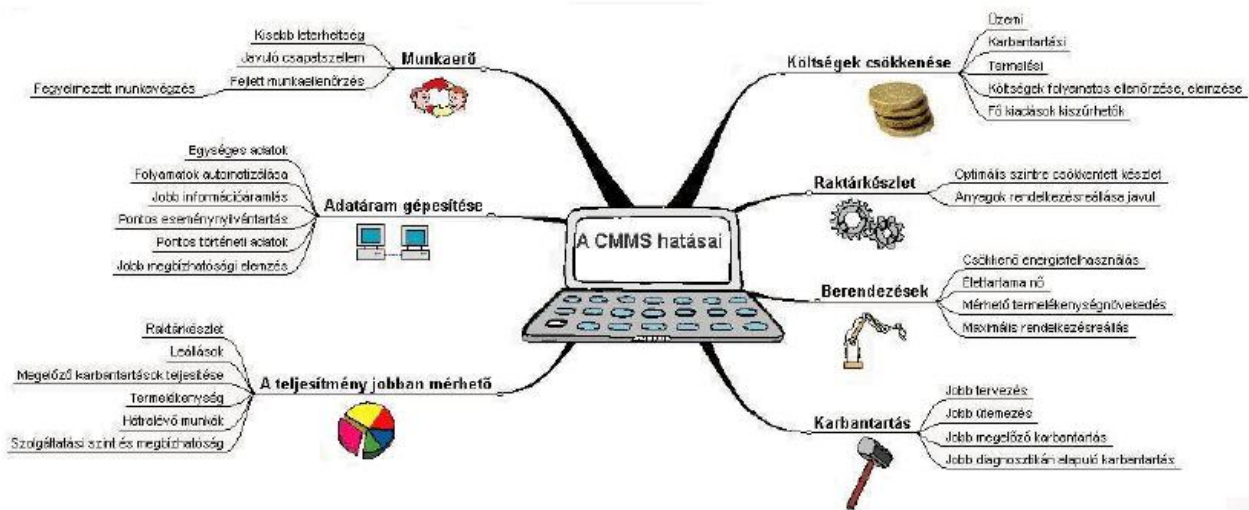 A CMMS hatásai
Munkaerő
Kisebb leterheltség
Javuló csapatszellem
Fejlett munkaellenőrzés
Fegyelmezett munkavégzés
Adatáram gépesítése
Egységes adatok
Folyamatok automatizálása
Jobb információáramlás
Pontos eseménynyilvántartás
Pontos történeti adatok
Jobb megbízhatósági elemzés
A teljesítmény jobban mérhető
Raktárkészlet
Leállások
Megelőző karbantartások teljesítése
Termelékenység
Hátralévő munkák
Szolgáltatási szint és megbízhatóság
Költségek csökkenése
Üzemi
Karbantartási
Termelési
Költségek folyamatos ellenőrzése, elemzése
Fő kiadások kiszűrhetők
Raktárkészlet
Optimális szintre csökkentett készlet
Anyagok rendelkezésreállása javul
Berendezések
Csökkenő energiafelhasználás
Élettartama nő
Mérhető termelékenységnövekedés
Maximális rendelkezésreállás
Karbantartás
Jobb tervezés
Jobb ütemezés
Jobb megelőző karbantartás
Jobb diagnosztikán alapuló karbantartás